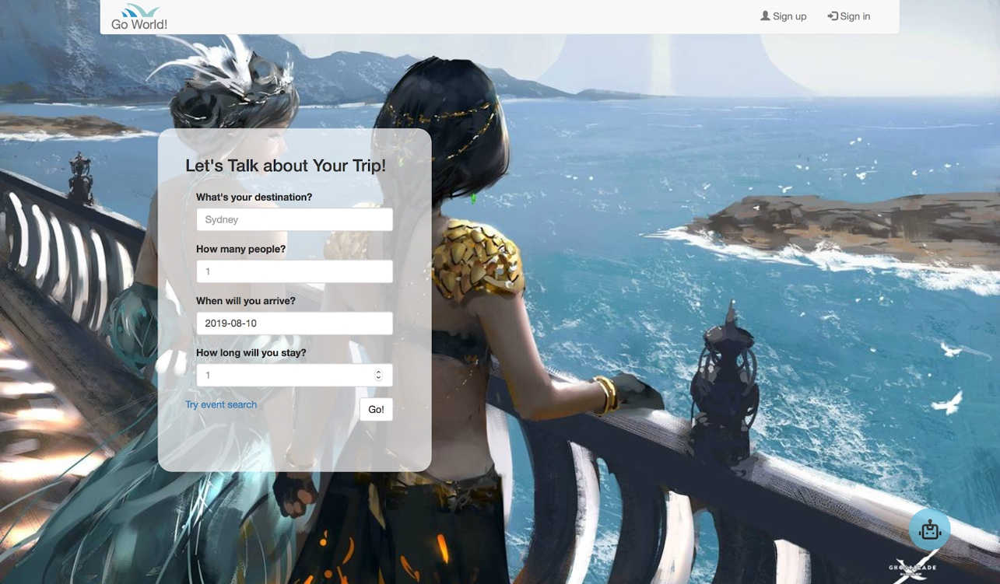 Go World!
Sign up
Sign in
Let's Talk about Your Trip!
What's your destination?
Sydney
How many people?
1
When will you arrive?
2019-08-10
How long will you stay?
1
Try event search
Go!